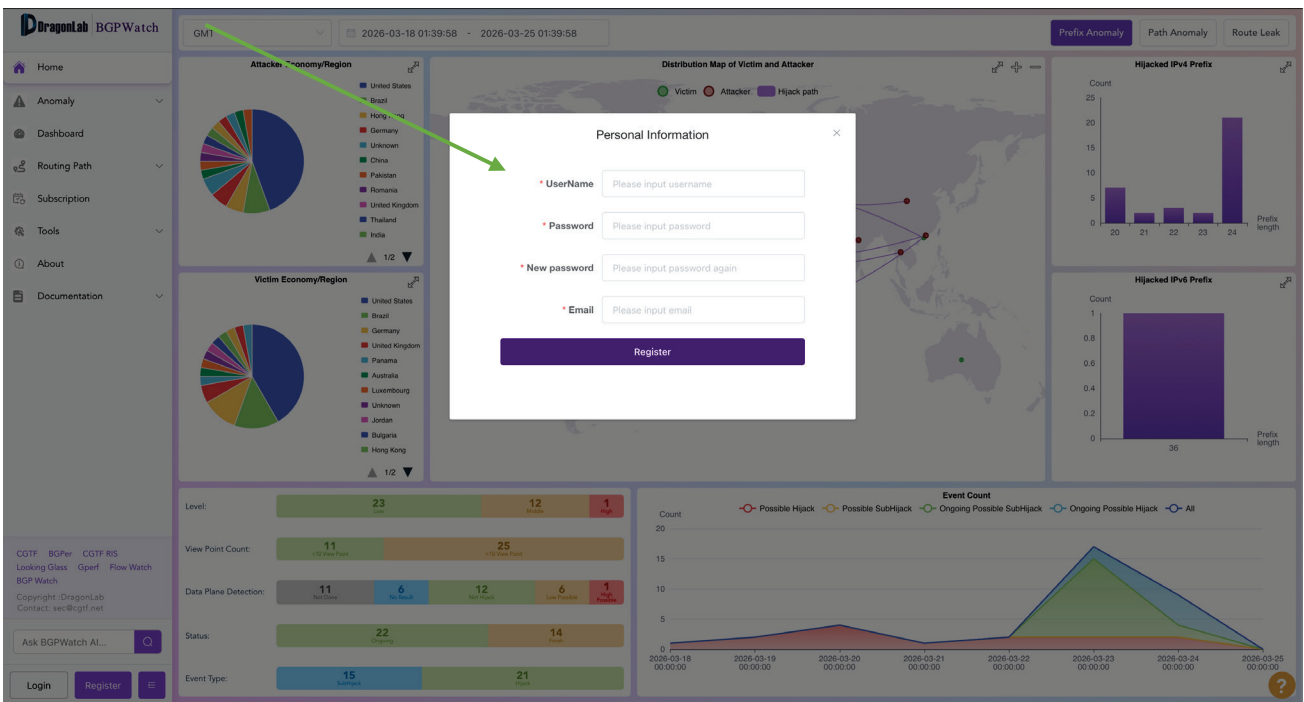 DragonLab BGPWatch
GMT
2026-03-18 01:39:58 - 2026-03-25 01:39:58
Prefix Anomaly
Path Anomaly
Route Leak
Home
Anomaly
Dashboard
Routing Path
Subscription
Tools
About
Documentation
CGTF BGPer CGTF RIS
Looking Glass Gperf Flow Watch
BGP Watch
Copyright :DragonLab
Contact: sec@cgtf.net
Ask BGPWatch AI...
Login
Register
Attacker Economy/Region
United States
Brazil
Hong Kong
Germany
Unknown
China
Pakistan
Romania
United Kingdom
Thailand
India
1/2
Victim Economy/Region
United States
Brazil
Germany
United Kingdom
Panama
Australia
Luxembourg
Unknown
Jordan
Bulgaria
Hong Kong
1/2
Distribution Map of Victim and Attacker
Victim
Attacker
Hijack path
Personal Information
* UserName
Please input username
* Password
Please input password
* New password
Please input password again
* Email
Please input email
Register
Hijacked IPv4 Prefix
Count
25
20
15
10
5
0
20 21 22 23 24
Prefix
length
Hijacked IPv6 Prefix
Count
1
0.8
0.6
0.4
0.2
0
36
Prefix
length
Level:
23
Low
12
Middle
1
High
View Point Count:
11
25
Data Plane Detection:
11
Not Done
6
No Result
12
Not Hijack
6
Low Possible
1
High
Possible
Status:
22
Ongoing
14
Finish
Event Type:
15
SubHijack
21
Hijack
Event Count
Possible Hijack
Possible SubHijack
Ongoing Possible SubHijack
Ongoing Possible Hijack
All
Count
20
15
10
5
0
2026-03-18
00:00:00
2026-03-19
00:00:00
2026-03-20
00:00:00
2026-03-21
00:00:00
2026-03-22
00:00:00
2026-03-23
00:00:00
2026-03-24
00:00:00
2026-03-25
00:00:00
?